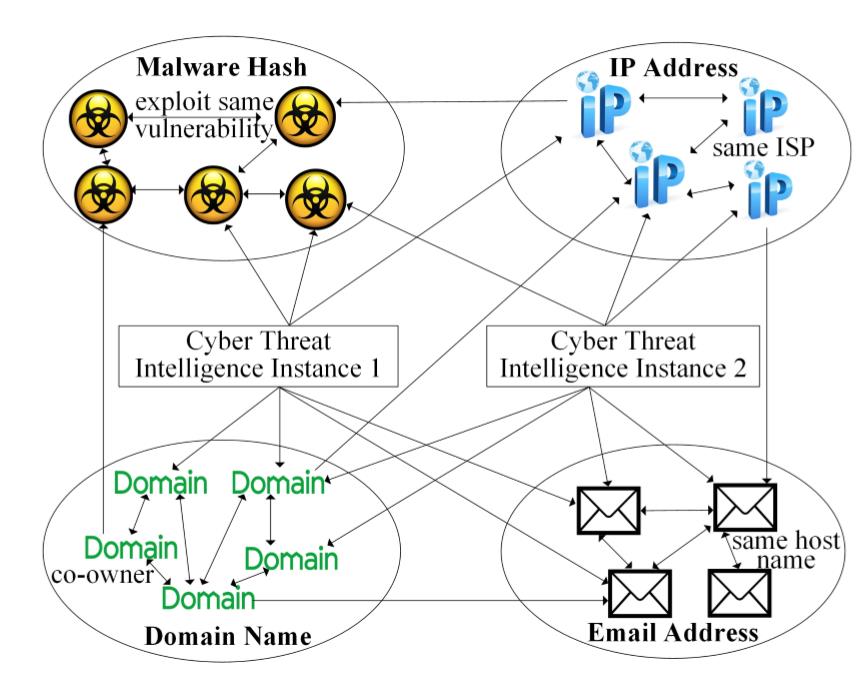 Malware Hash
exploit same
vulnerability
IP Address
iP
iP
same ISP
iP
iP
Cyber Threat
Intelligence Instance 1
Cyber Threat
Intelligence Instance 2
Domain
Domain
Domain
co-owner
Domain
Domain
Domain Name
same host
name
Email Address